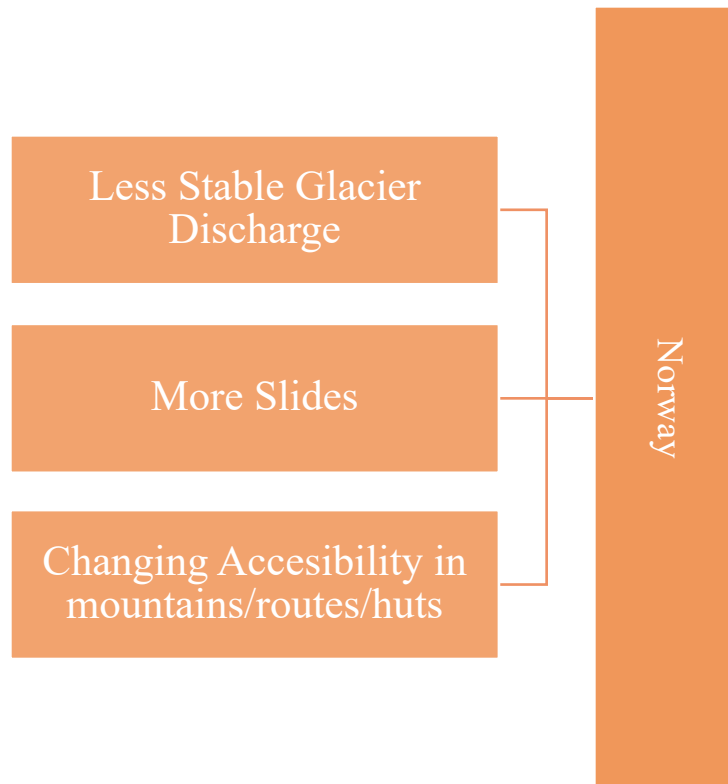 Less Stable Glacier
Discharge
More Slides
Changing Accesibility in
mountains/routes/huts
Norway